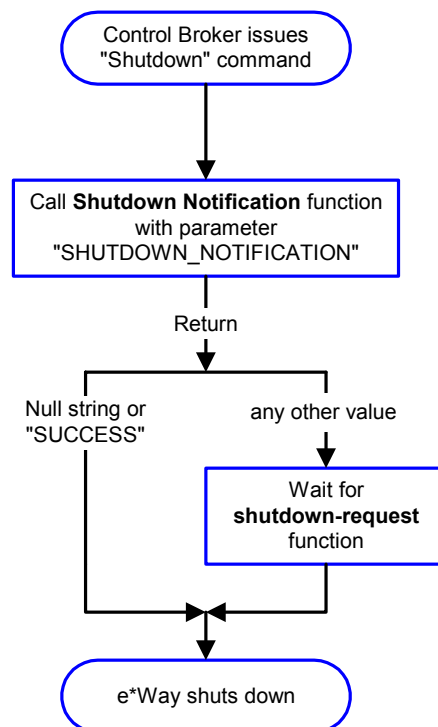 Control Broker issues
"Shutdown" command
Call Shutdown Notification function
with parameter
"SHUTDOWN_NOTIFICATION"
Return
Null string or
"SUCCESS"
any other value
Wait for
shutdown-request
function
e*Way shuts down